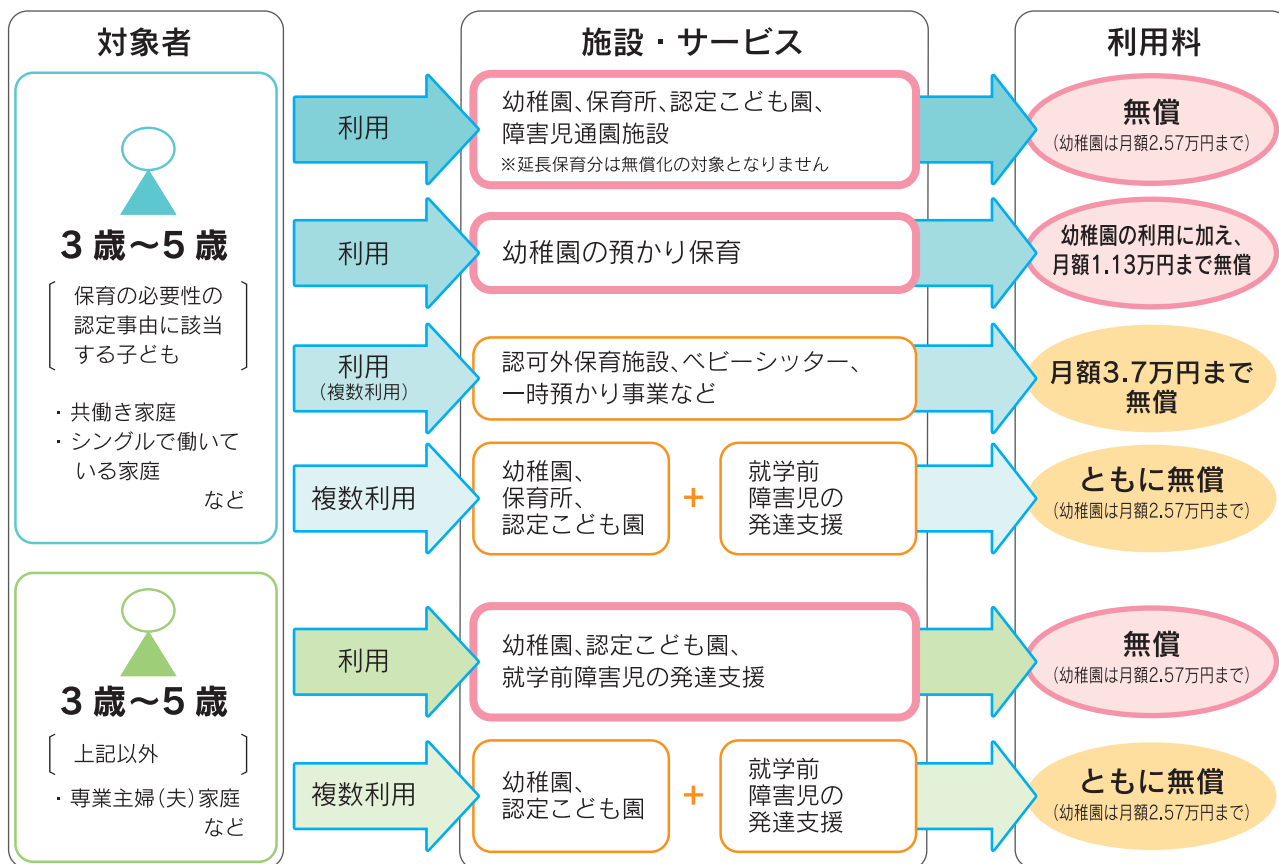 対象者
施設・サービス
利用料
3歳〜5歳
保育の必要性の
認定事由に該当
する子ども
・共働き家庭
・シングルで働いて
いる家庭
など
利用
幼稚園、保育所、認定こども園、
障害児通園施設
※延長保育分は無償化の対象となりません
無償
(幼稚園は月額2.57万円まで)
利用
幼稚園の預かり保育
幼稚園の利用に加え、
月額1.13万円まで無償
利用
(複数利用)
認可外保育施設、ベビーシッター、
一時預かり事業など
月額3.7万円まで
無償
複数利用
幼稚園、
保育所、
認定こども園
+
就学前
障害児の
発達支援
ともに無償
(幼稚園は月額2.57万円まで)
3歳〜5歳
上記以外
・専業主婦(夫)家庭
など
利用
幼稚園、認定こども園、
就学前障害児の発達支援
無償
(幼稚園は月額2.57万円まで)
複数利用
幼稚園、
認定こども園
+
就学前
障害児の
発達支援
ともに無償
(幼稚園は月額2.57万円まで)